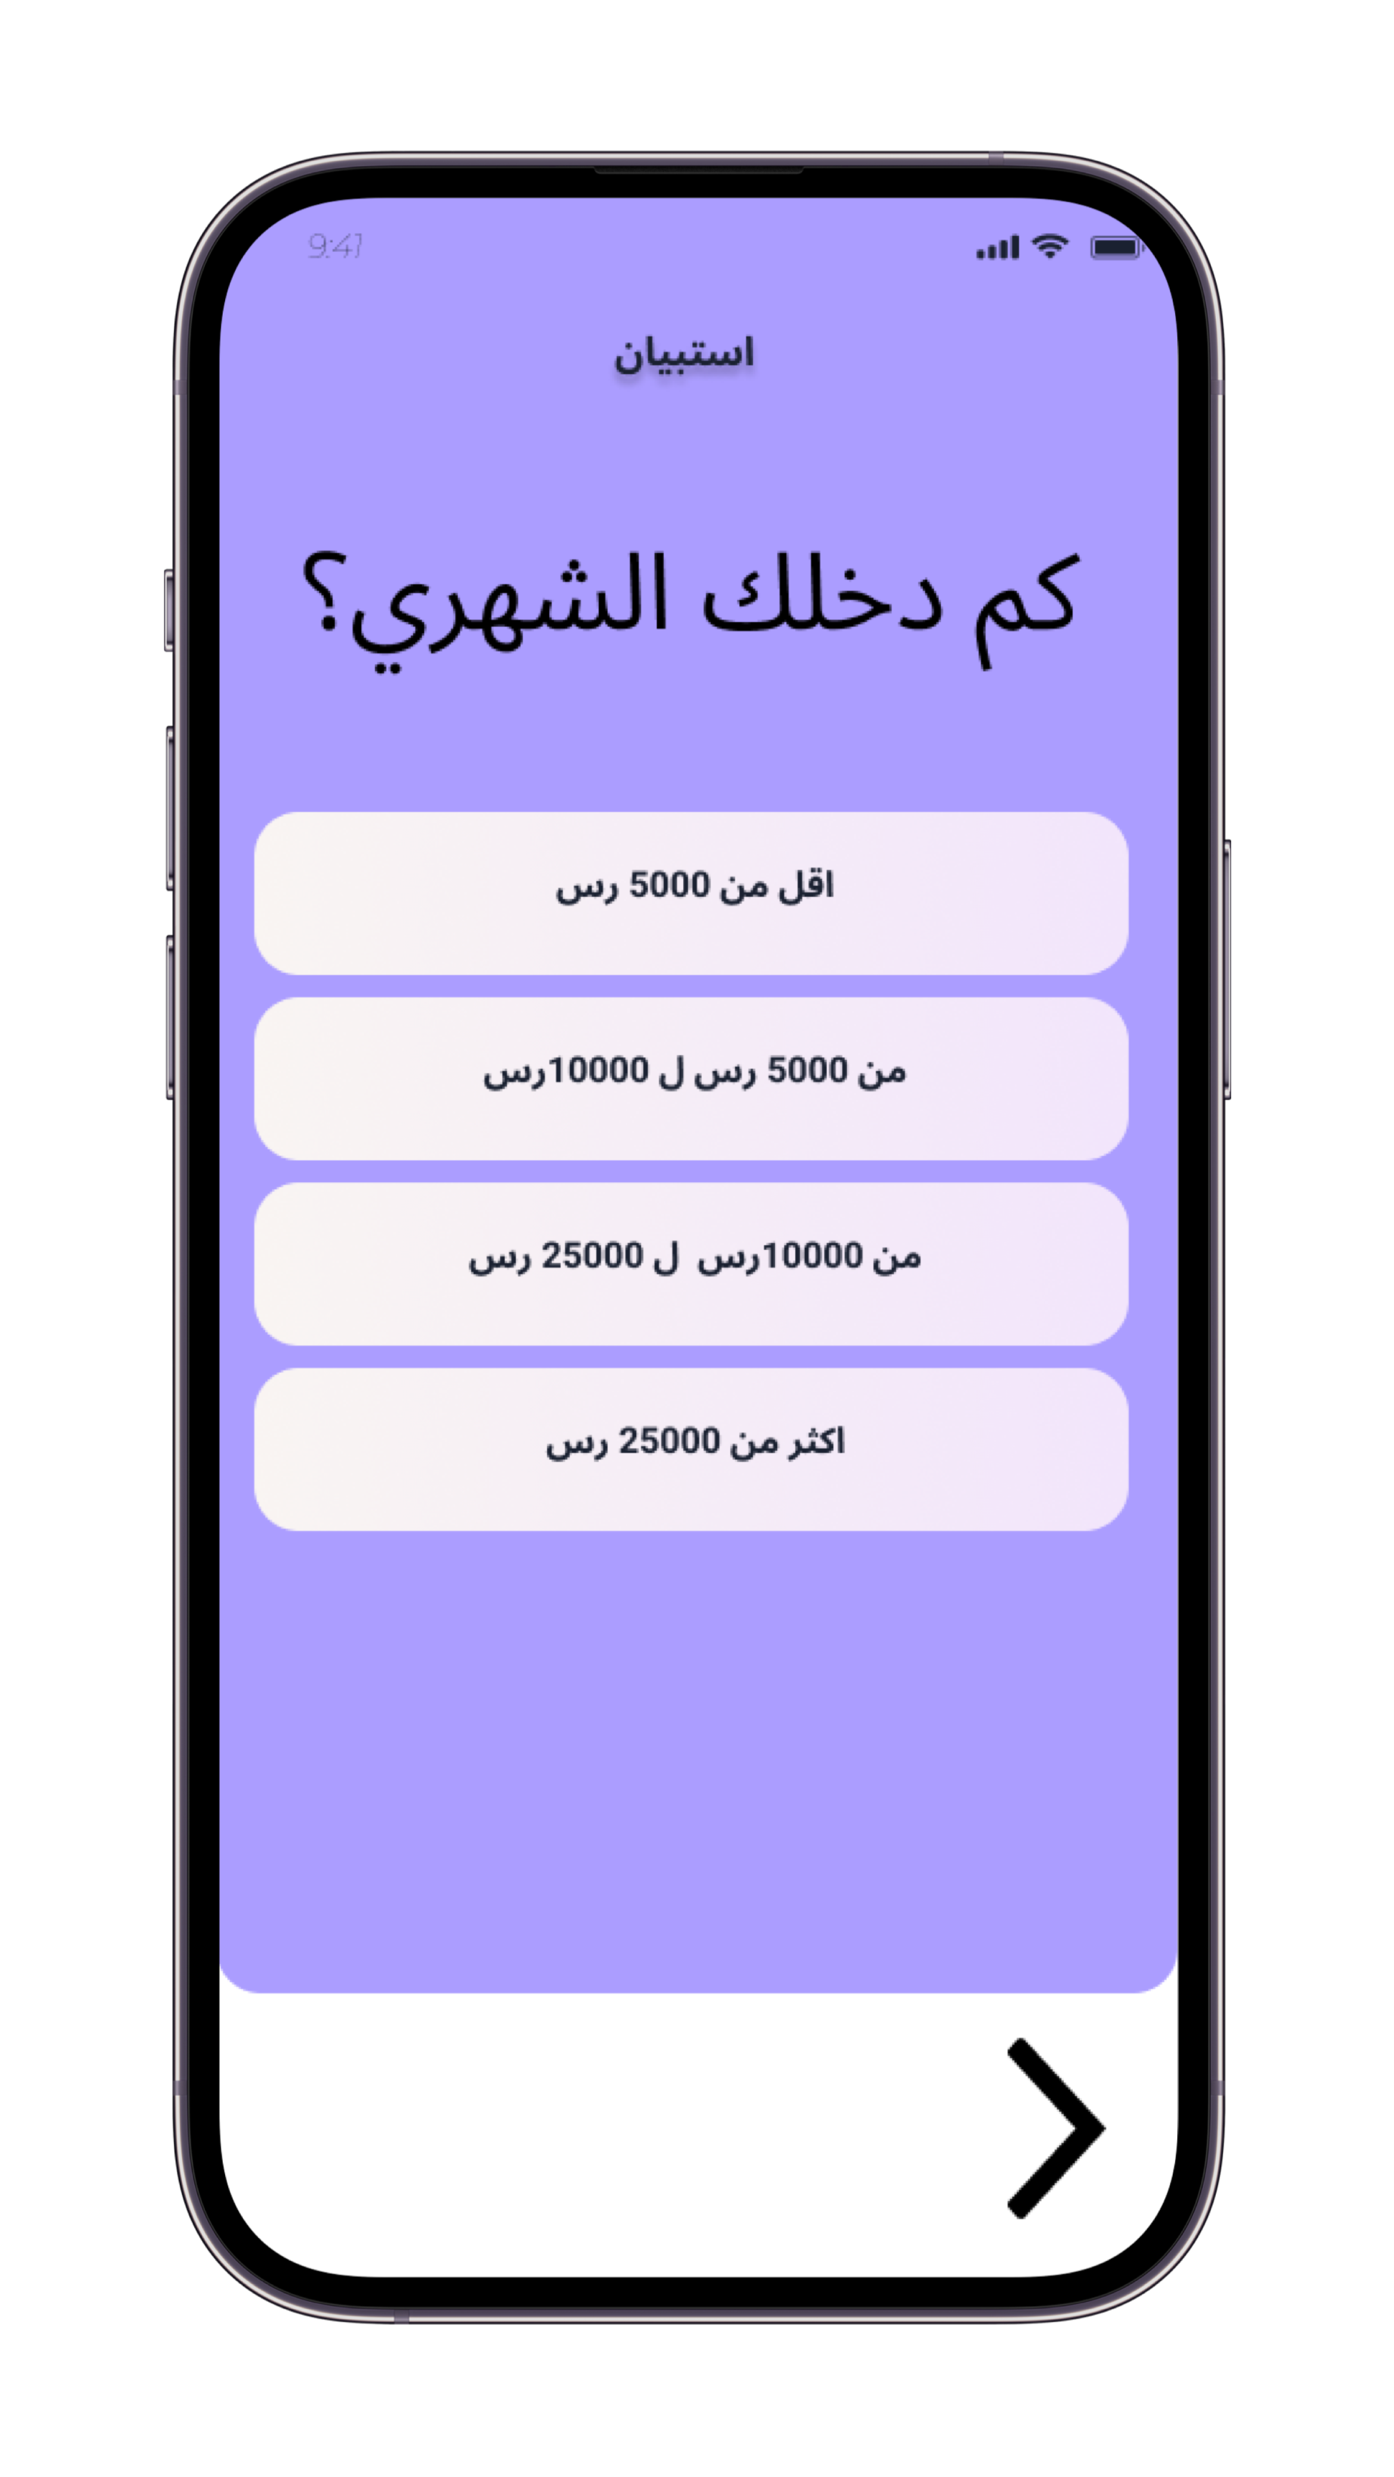 9:41
استبيان
كم دخلك الشهري؟
اقل من 5000 رس
من 5000 رس ل 10000رس
من 10000رس  ل 25000 رس
اكثر من 25000 رس